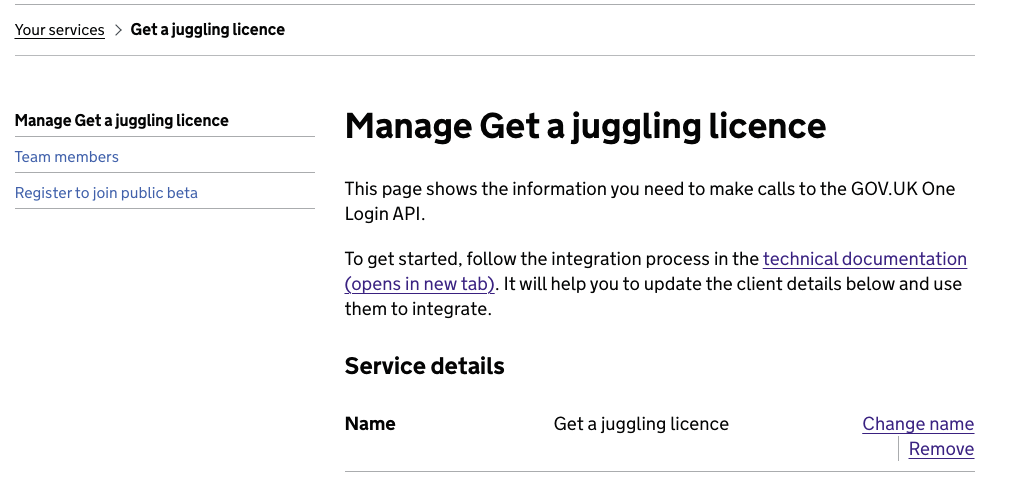 Your services > Get a juggling licence
Manage Get a juggling licence
Team members
Register to join public beta
Manage Get a juggling licence
This page shows the information you need to make calls to the GOV.UK One
Login API.
To get started, follow the integration process in the technical documentation
(opens in new tab). It will help you to update the client details below and use
them to integrate.
Service details
Name Get a juggling licence Change name
Remove